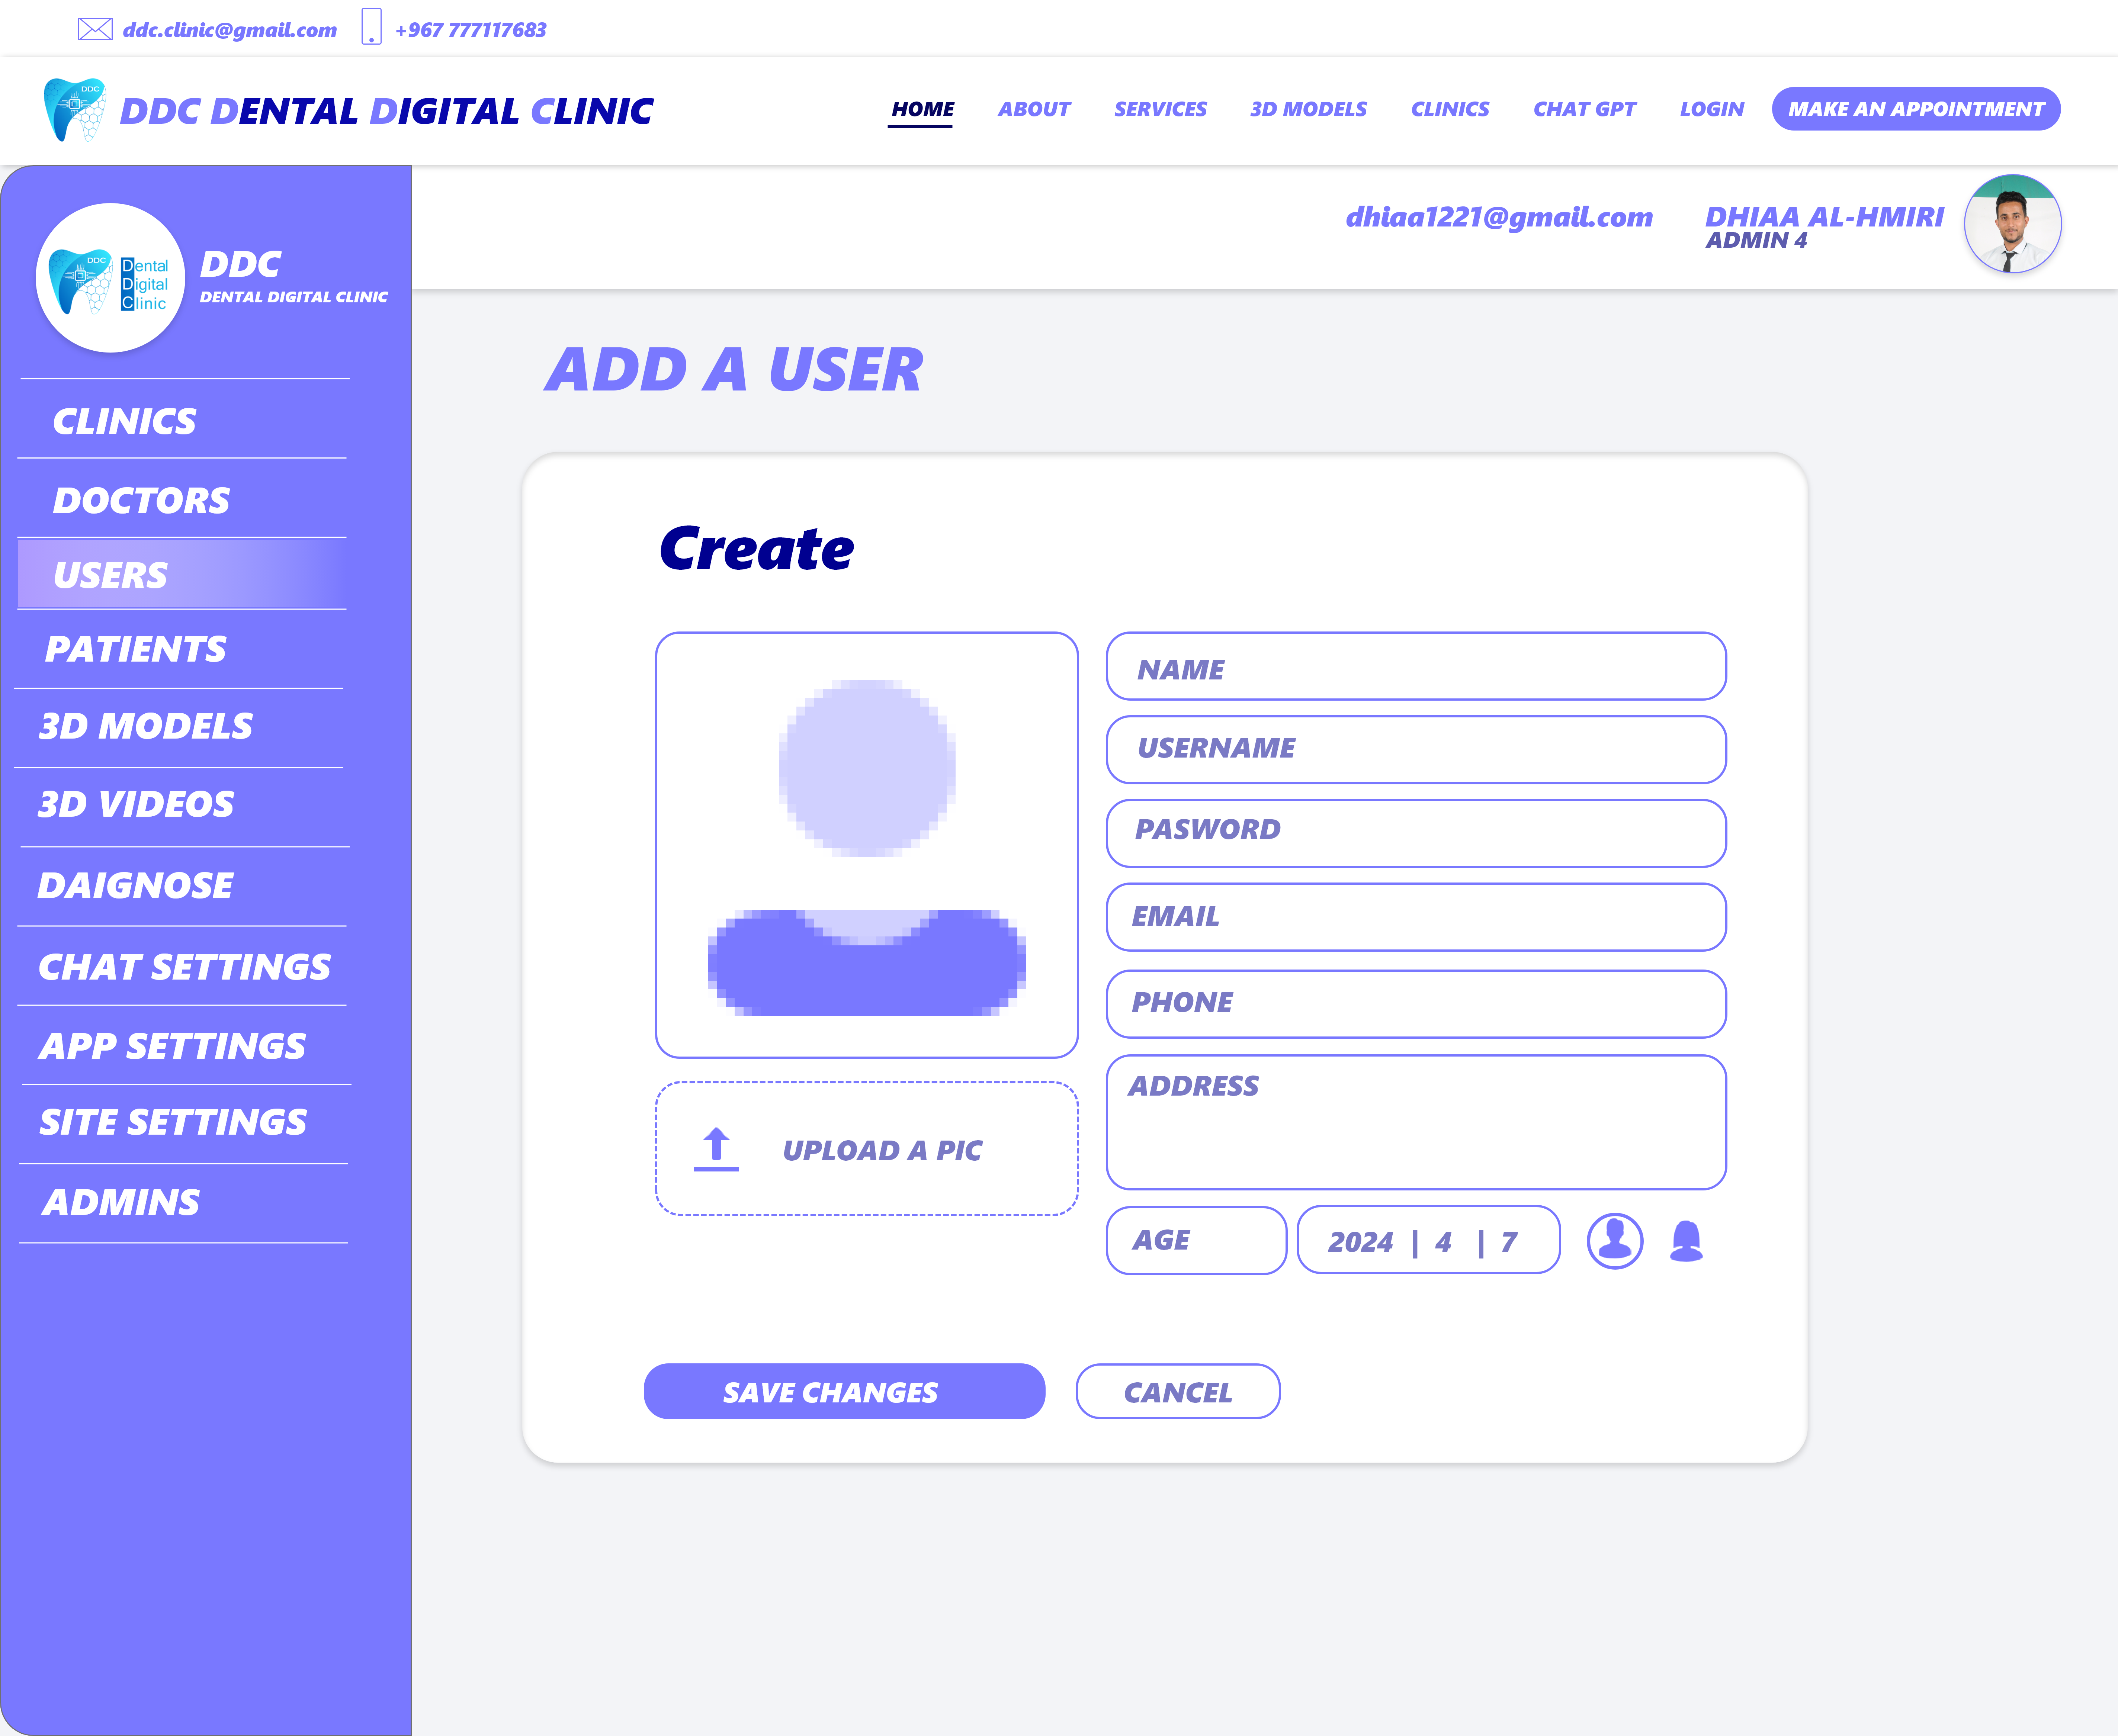 ddc.clinic@gmail.com +967 777117683
DDC
DDC DENTAL DIGITAL CLINIC
HOME ABOUT SERVICES 3D MODELS CLINICS CHAT GPT LOGIN MAKE AN APPOINTMENT
dhiaa1221@gmail.com DHIAA AL-HMIRI
ADMIN 4
DDC
Dental
Digital
Clinic
DDC
DENTAL DIGITAL CLINIC
CLINICS
DOCTORS
USERS
PATIENTS
3D MODELS
3D VIDEOS
DAIGNOSE
CHAT SETTINGS
APP SETTINGS
SITE SETTINGS
ADMINS
ADD A USER
Create
NAME
USERNAME
PASWORD
EMAIL
PHONE
ADDRESS
UPLOAD A PIC
AGE 2024 | 4 | 7
SAVE CHANGES CANCEL